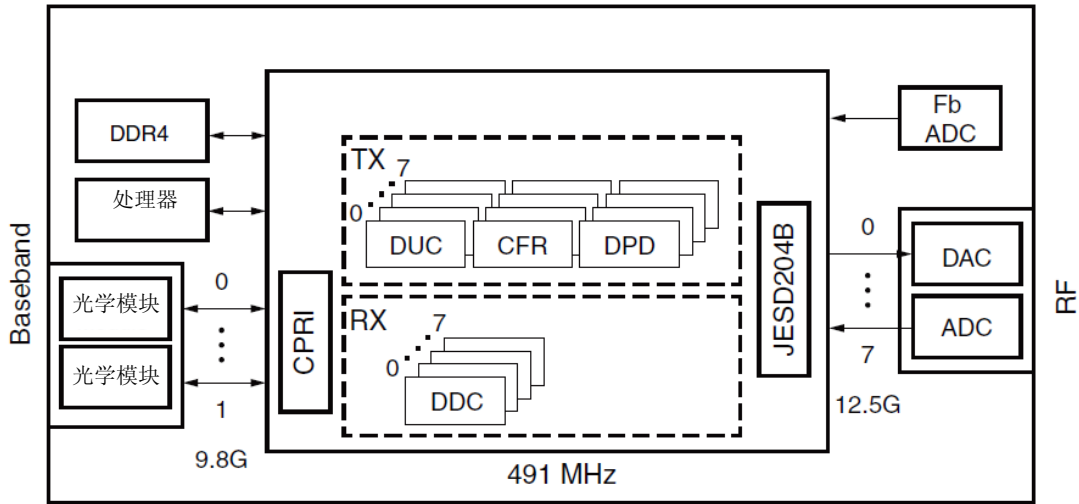 Baseband
DDR4
处理器
光学模块
光学模块
0
1
9.8G
CPRI
TX
0
7
DUC
CFR
DPD
RX
0
7
DDC
491 MHz
JESD204B
Fb
ADC
0
7
12.5G
DAC
ADC
RF